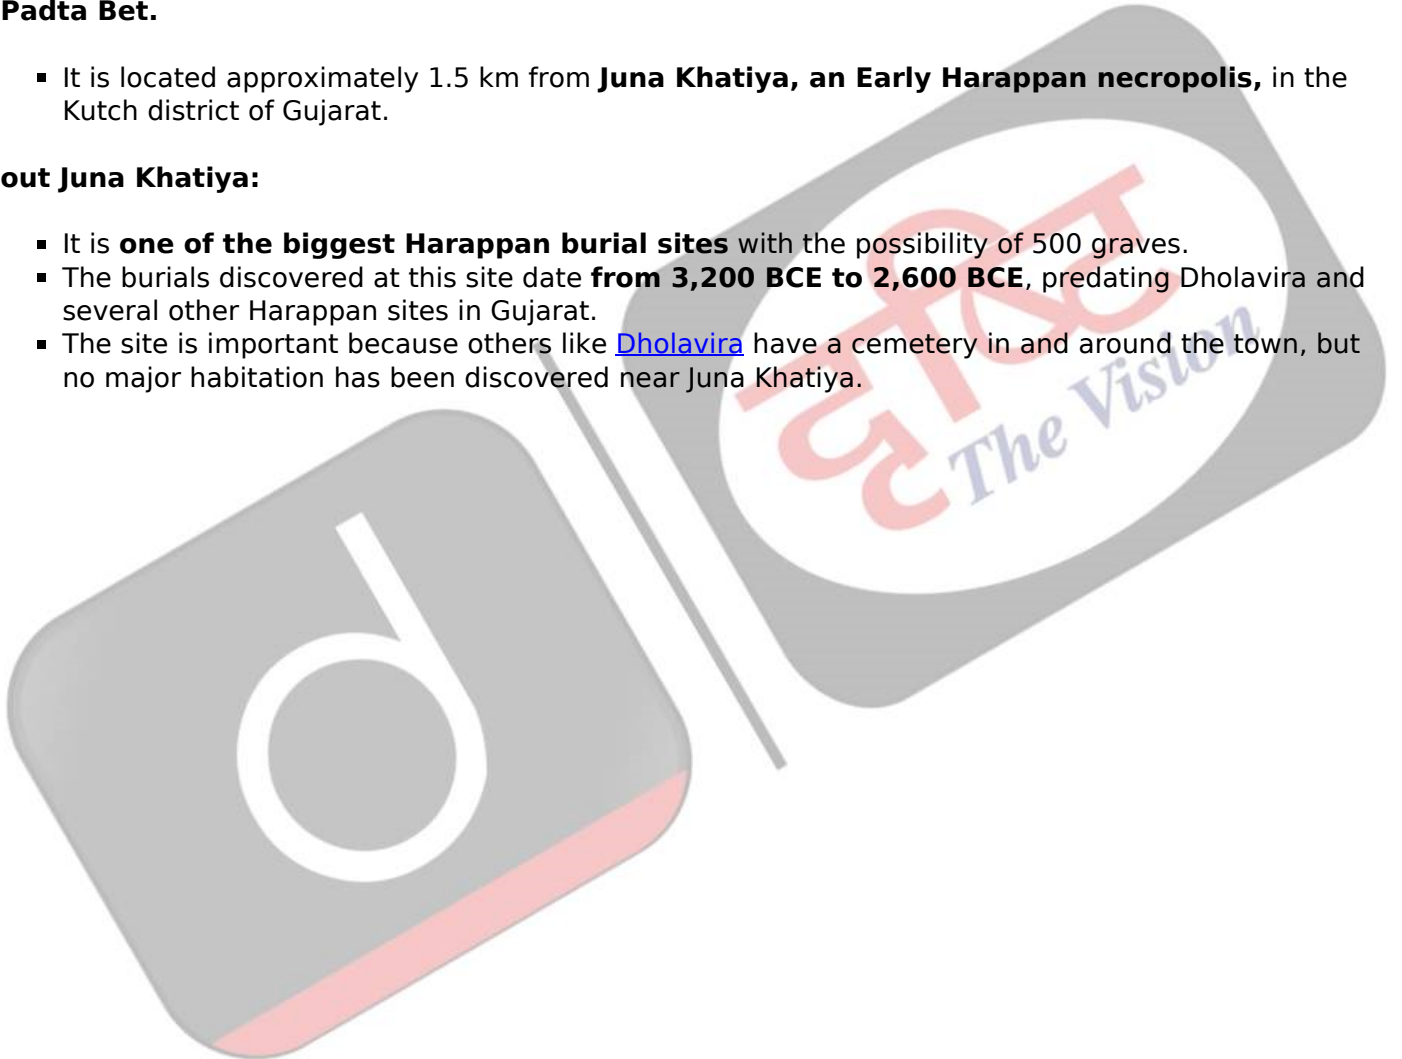 Padta Bet.
▪ It is located approximately 1.5 km from Juna Khatiya, an Early Harappan necropolis, in the
Kutch district of Gujarat.
out Juna Khatiya:
▪ It is one of the biggest Harappan burial sites with the possibility of 500 graves.
▪ The burials discovered at this site date from 3,200 BCE to 2,600 BCE, predating Dholavira and
several other Harappan sites in Gujarat.
▪ The site is important because others like Dholavira have a cemetery in and around the town, but
no major habitation has been discovered near Juna Khatiya.
दृष्टि
The Vision
d